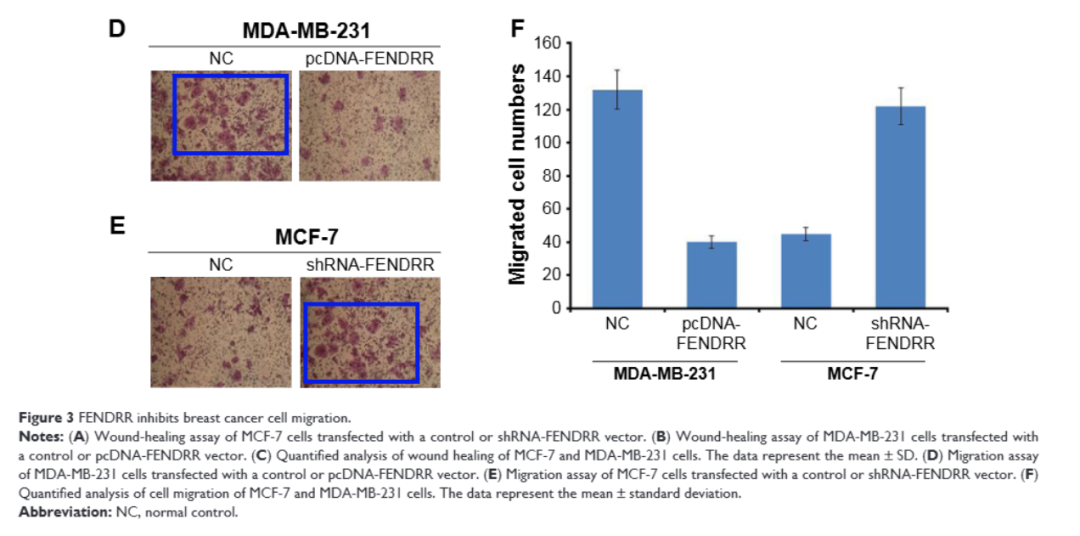 D
MDA-MB-231
NC
pcDNA-FENDRR
E
MCF-7
NC
shRNA-FENDRR
F
Migrated cell numbers
160
140
120
100
80
60
40
20
0
NC
pcDNA-
FENDRR
NC
shRNA-
FENDRR
MDA-MB-231
MCF-7
Figure 3 FENDRR inhibits breast cancer cell migration.
Notes: (A) Wound-healing assay of MCF-7 cells transfected with a control or shRNA-FENDRR vector. (B) Wound-healing assay of MDA-MB-231 cells transfected with
a control or pcDNA-FENDRR vector. (C) Quantified analysis of wound healing of MCF-7 and MDA-MB-231 cells. The data represent the mean ± SD. (D) Migration assay
of MDA-MB-231 cells transfected with a control or pcDNA-FENDRR vector. (E) Migration assay of MCF-7 cells transfected with a control or shRNA-FENDRR vector. (F)
Quantified analysis of cell migration of MCF-7 and MDA-MB-231 cells. The data represent the mean ± standard deviation.
Abbreviation: NC, normal control.